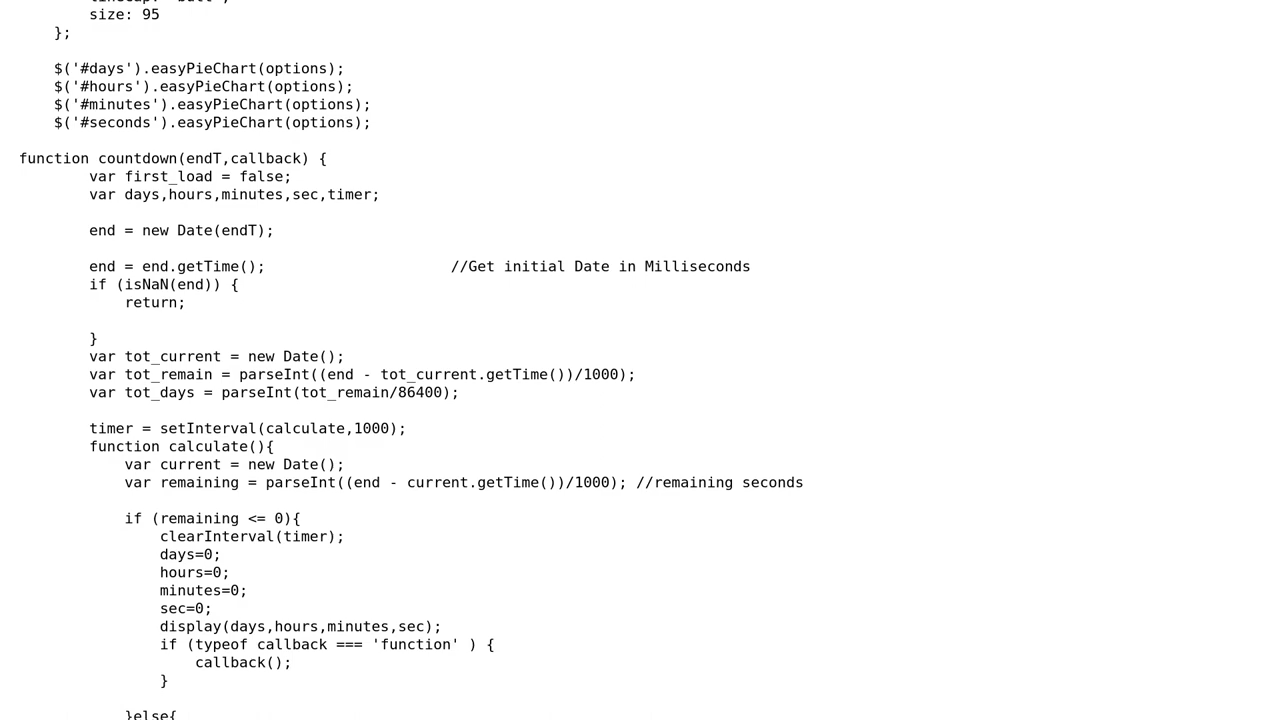 size: 95
};
$('#days').easyPieChart(options);
$('#hours').easyPieChart(options);
$('#minutes').easyPieChart(options);
$('#seconds').easyPieChart(options);
function countdown(endT,callback) {
var first_load = false;
var days,hours,minutes,sec,timer;
end = new Date(endT);
end = end.getTime(); //Get initial Date in Milliseconds
if (isNaN(end)) {
return;
}
var tot_current = new Date();
var tot_remain = parseInt((end - tot_current.getTime())/1000);
var tot_days = parseInt(tot_remain/86400);
timer = setInterval(calculate,1000);
function calculate(){
var current = new Date();
var remaining = parseInt((end - current.getTime())/1000); //remaining seconds
if (remaining <= 0){
clearInterval(timer);
days=0;
hours=0;
minutes=0;
sec=0;
display(days,hours,minutes,sec);
if (typeof callback === 'function' ) {
callback();
}
}else{